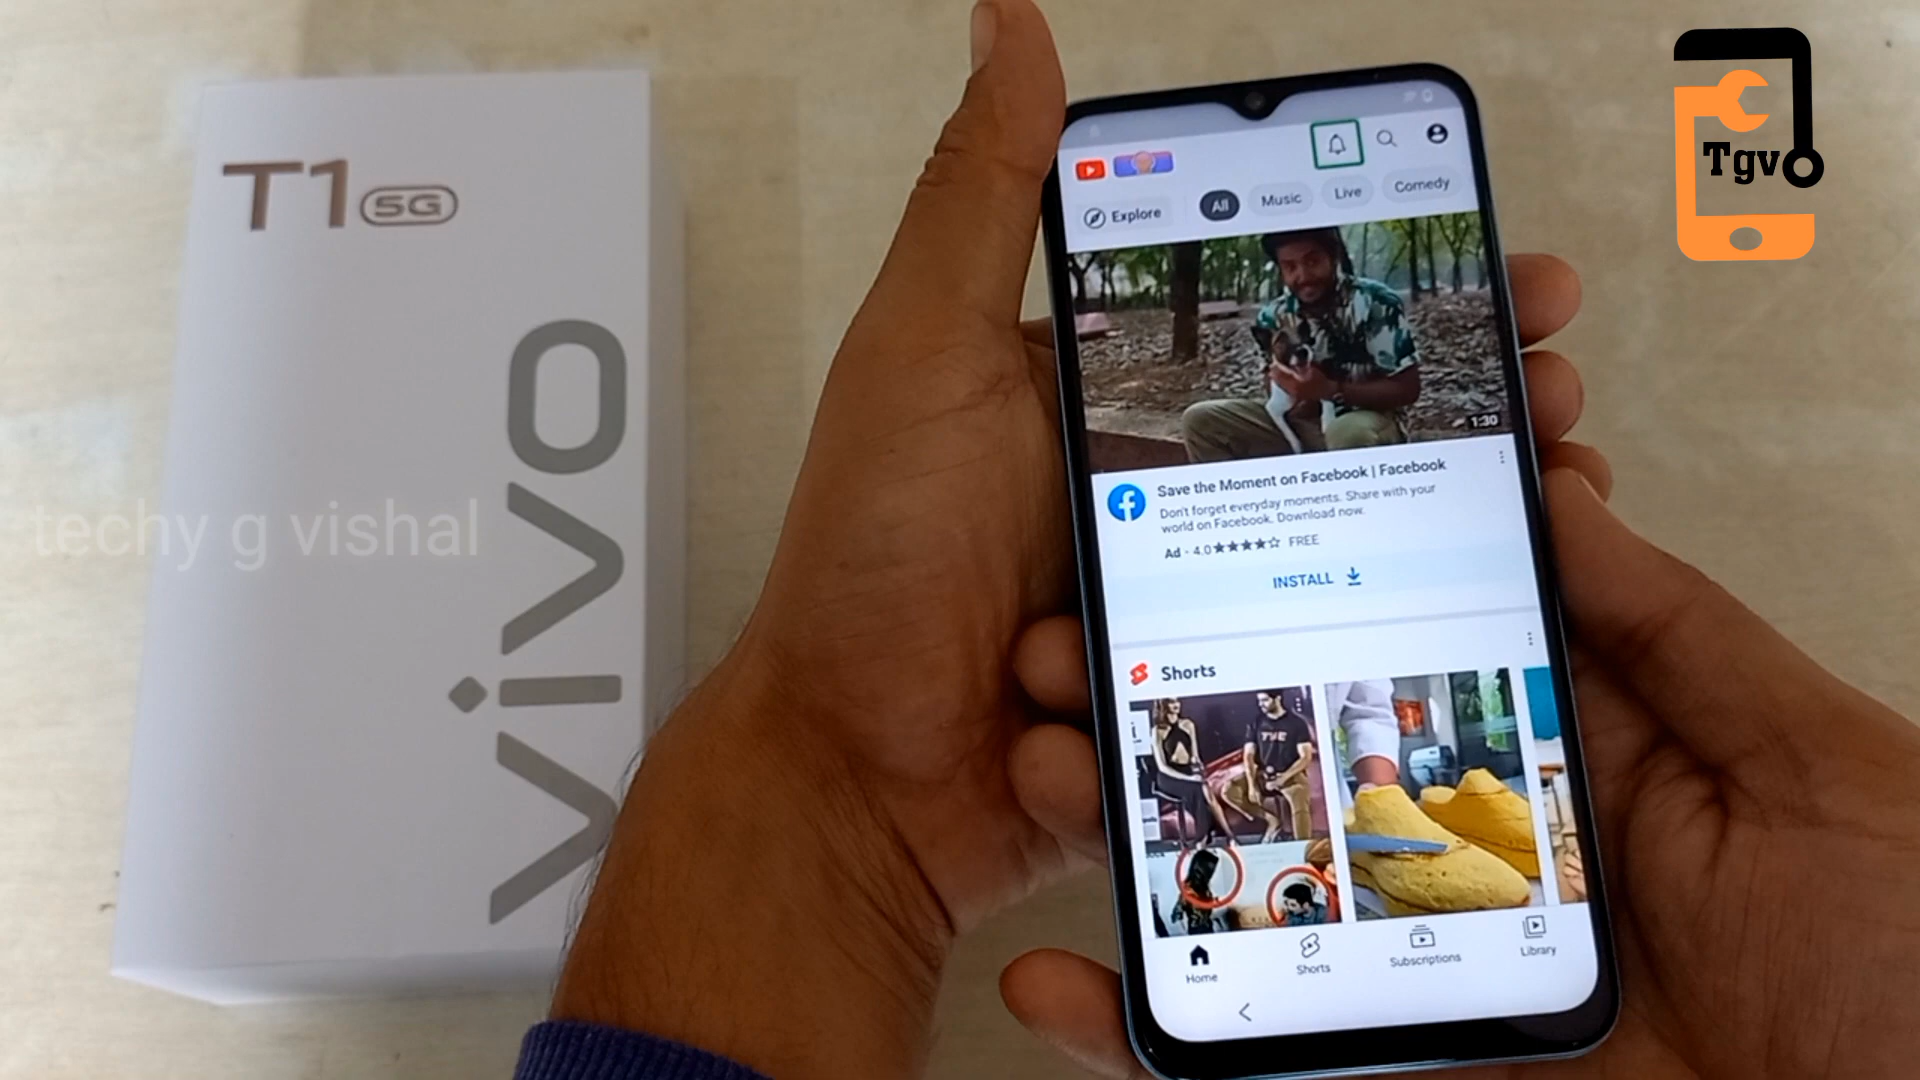 T1 5G
vivo
techy g vishal
Tgv
Explore
All
Music
Live
Comedy
1:30
Save the Moment on Facebook | Facebook
Don't forget everyday moments. Share with your
world on Facebook. Download now.
Ad · 4.0★★★★☆ FREE
INSTALL
Shorts
Home
Shorts
Subscriptions
Library